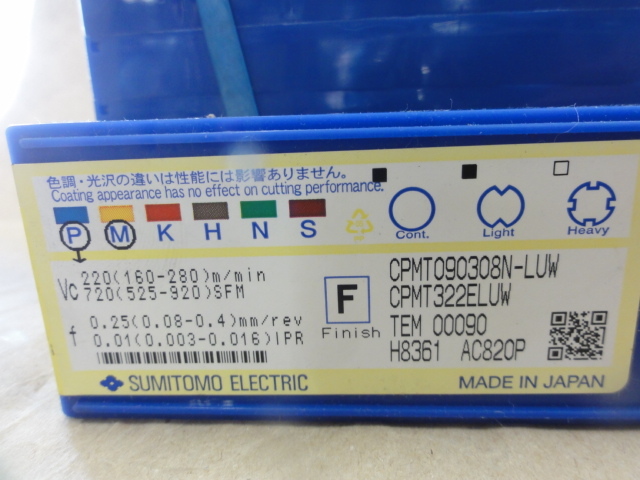 色調・光沢の違いは性能には影響ありません。
Coating appearance has no effect on cutting performance.
P M K H N S
Cont. Light Heavy
Vc 220(160-280)m/min
720(525-920)SFM
f 0.25(0.08-0.4)mm/rev
0.01(0.003-0.016)IPR
F
Finish
CPMT090308N-LUW
CPMT322ELUW
TEM 00090
H8361 AC820P
SUMITOMO ELECTRIC
MADE IN JAPAN